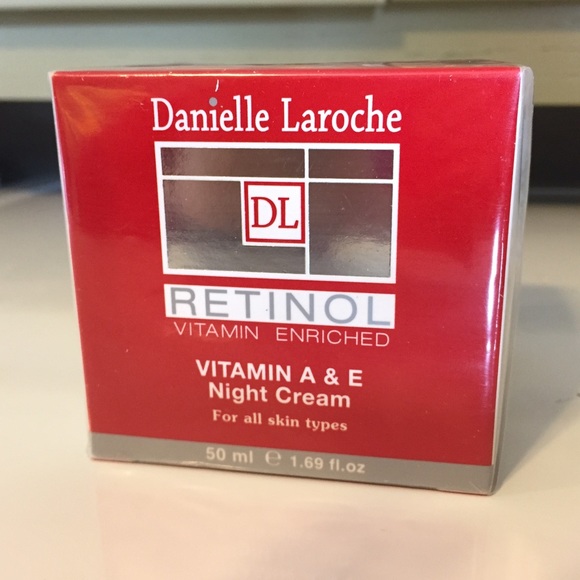 Danielle Laroche
DL
RETINOL
VITAMIN ENRICHED
VITAMIN A & E
Night Cream
For all skin types
50 ml ℮ 1.69 fl.oz